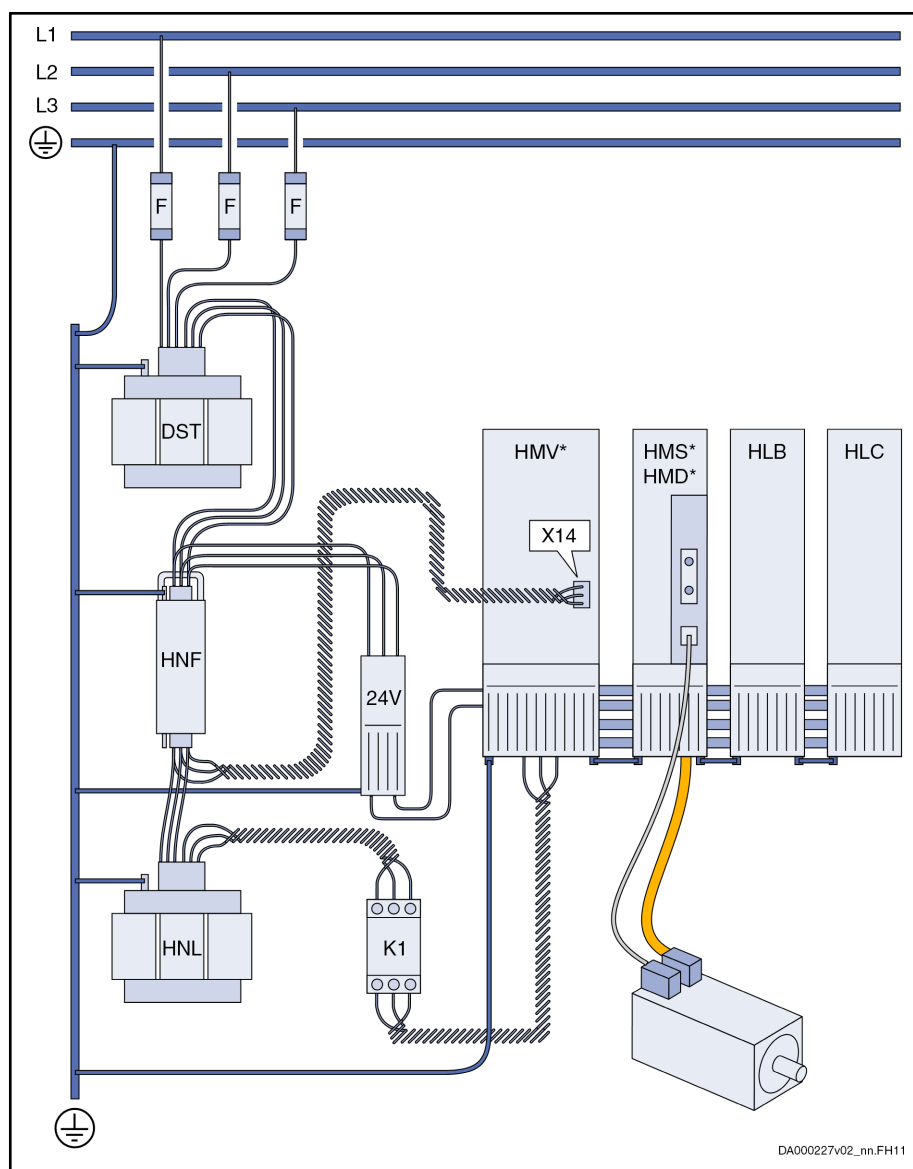 L1
L2
L3
F
F
F
DST
HMV*
HMS*
HMD*
HLB
HLC
X14
HNF
24V
HNL
K1
DA000227v02_nn.FH11